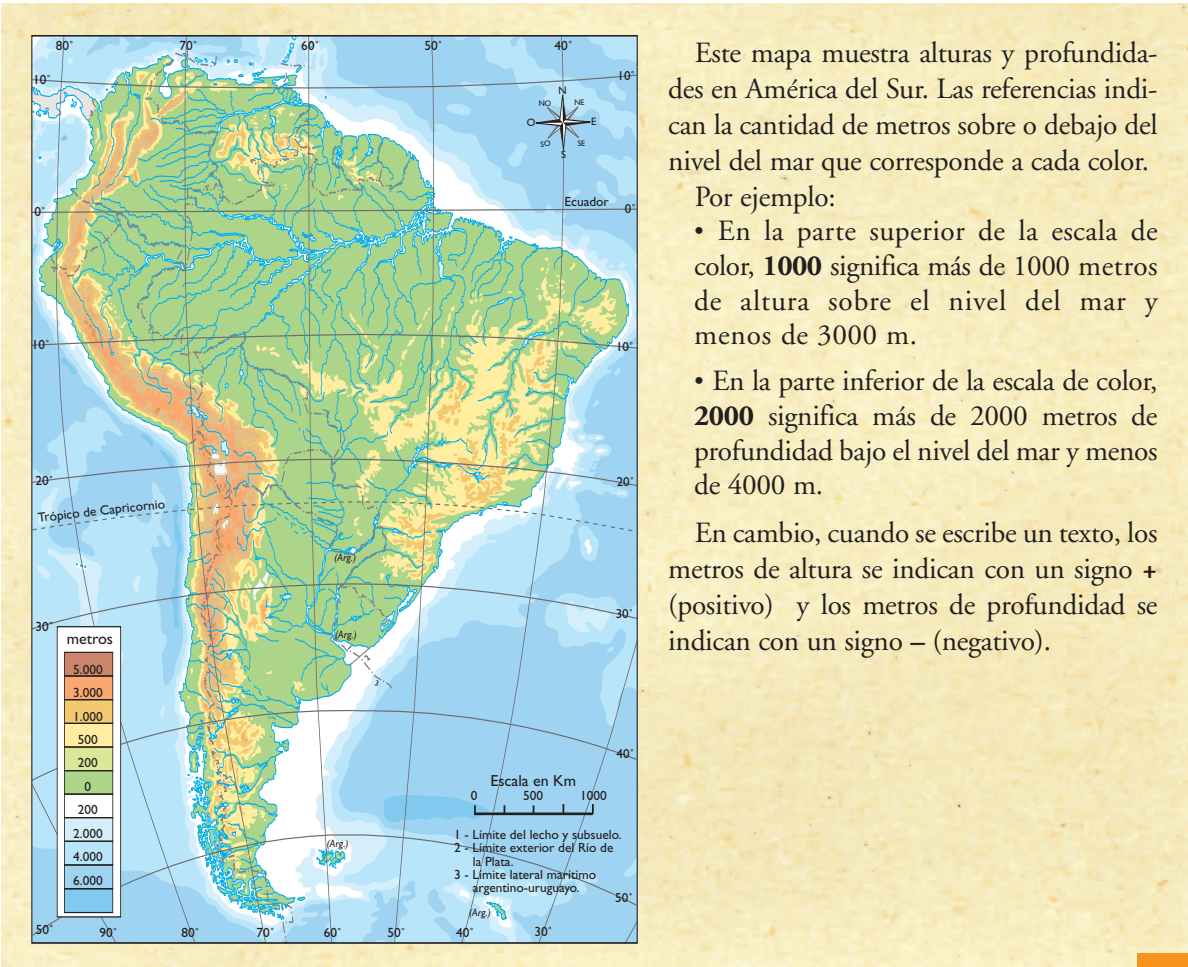 80° 70° 60° 50° 40°
10° 10°
N
NO NE
O E
SO SE
S
Ecuador
0° 0°
10° 10°
20° 20°
Trópico de Capricornio
(Arg.)
30° 30°
(Arg.)
2
3
metros
5.000
3.000
1.000
500
200
0
200
2.000
4.000
6.000
40°
Escala en Km
0 500 1000
1 - Límite del lecho y subsuelo.
2 - Límite exterior del Río de
la Plata.
3 - Límite lateral marítimo
argentino-uruguayo.
(Arg.)
(Arg.)
50° 90° 80° 70° 60° 50° 40° 30° 50°
Este mapa muestra alturas y profundida-
des en América del Sur. Las referencias indi-
can la cantidad de metros sobre o debajo del
nivel del mar que corresponde a cada color.
Por ejemplo:
• En la parte superior de la escala de
color, 1000 significa más de 1000 metros
de altura sobre el nivel del mar y
menos de 3000 m.
• En la parte inferior de la escala de color,
2000 significa más de 2000 metros de
profundidad bajo el nivel del mar y menos
de 4000 m.
En cambio, cuando se escribe un texto, los
metros de altura se indican con un signo +
(positivo) y los metros de profundidad se
indican con un signo – (negativo).